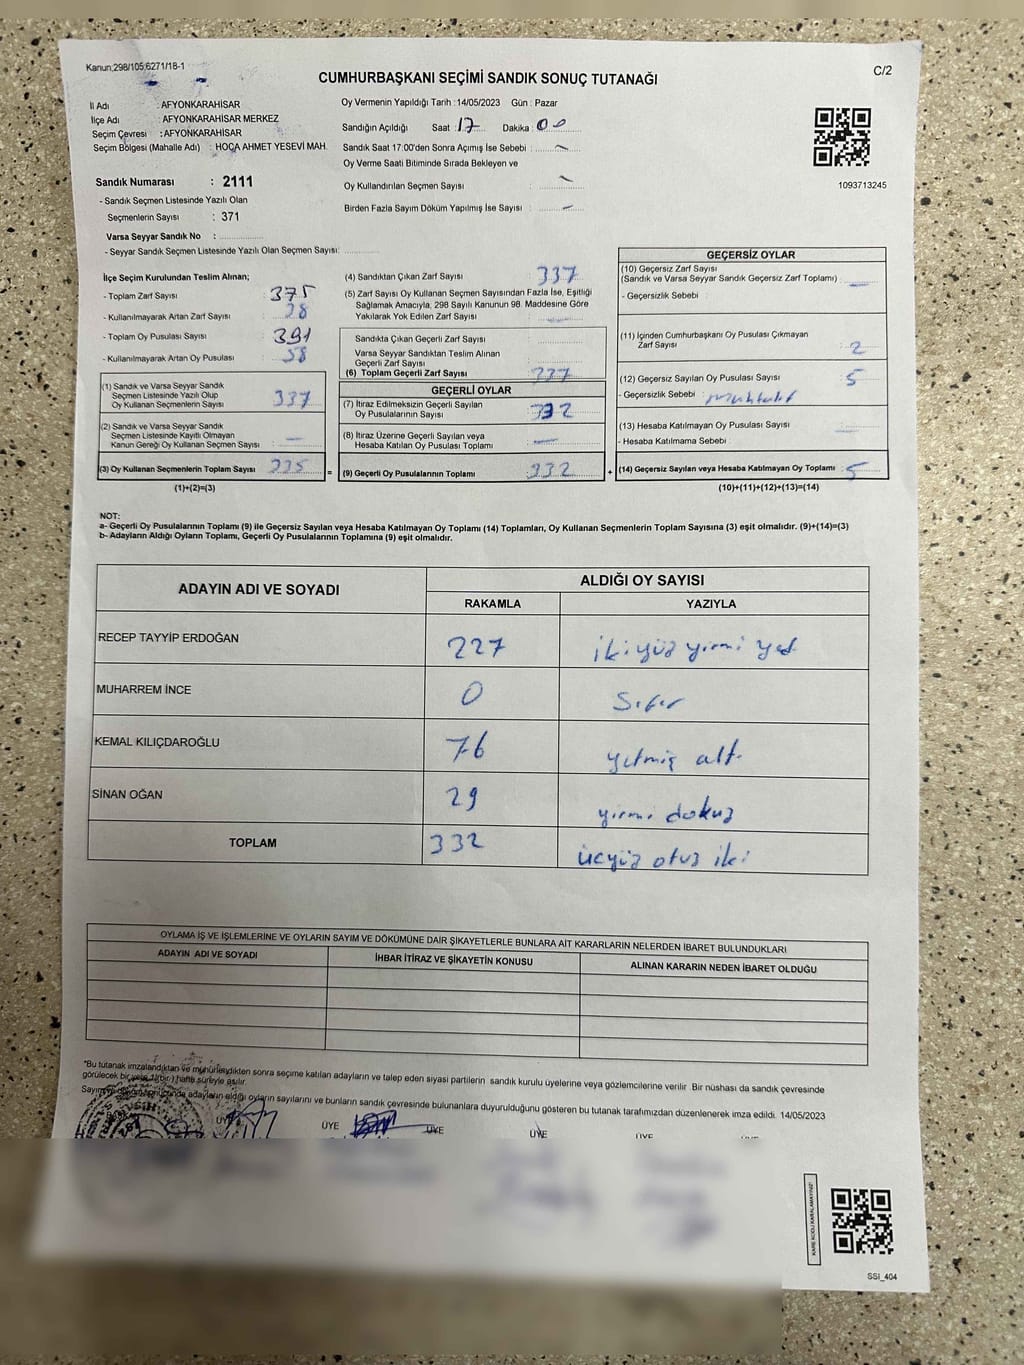 Kanun;298/105;6271/18-1
CUMHURBAŞKANI SEÇİMİ SANDIK SONUÇ TUTANAĞI
C/2
İl Adı : AFYONKARAHİSAR
İlçe Adı : AFYONKARAHİSAR MERKEZ
Seçim Çevresi : AFYONKARAHİSAR
Seçim Bölgesi (Mahalle Adı) : HOCA AHMET YESEVİ MAH.
Oy Vermenin Yapıldığı Tarih : 14/05/2023 Gün : Pazar
Sandığın Açıldığı Saat : 17 Dakika : 00
Sandık Saat 17:00'den Sonra Açımış İse Sebebi : -
Oy Verme Saati Bitiminde Sırada Bekleyen ve
Oy Kullandırılan Seçmen Sayısı : -
Birden Fazla Sayım Döküm Yapılmış İse Sayısı : -
1093713245
Sandık Numarası : 2111
- Sandık Seçmen Listesinde Yazılı Olan
Seçmenlerin Sayısı : 371
Varsa Seyyar Sandık No :
- Seyyar Sandık Seçmen Listesinde Yazılı Olan Seçmen Sayısı:
İlçe Seçim Kurulundan Teslim Alınan;
- Toplam Zarf Sayısı : 375
- Kullanılmayarak Artan Zarf Sayısı : 38
- Toplam Oy Pusulası Sayısı : 391
- Kullanılmayarak Artan Oy Pusulası : 58
(1) Sandık ve Varsa Seyyar Sandık
Seçmen Listesinde Yazılı Olup
Oy Kullanan Seçmenlerin Sayısı : 337
(2) Sandık ve Varsa Seyyar Sandık
Seçmen Listesinde Kayıtlı Olmayan
Kanun Gereği Oy Kullanan Seçmen Sayısı : -
(3) Oy Kullanan Seçmenlerin Toplam Sayısı =
(1)+(2)=(3)
(4) Sandıktan Çıkan Zarf Sayısı 337
(5) Zarf Sayısı Oy Kullanan Seçmen Sayısından Fazla İse, Eşitliği
Sağlamak Amacıyla, 298 Sayılı Kanunun 98. Maddesine Göre
Yakılarak Yok Edilen Zarf Sayısı : -
Sandıkta Çıkan Geçerli Zarf Sayısı :
Varsa Seyyar Sandıktan Teslim Alınan
Geçerli Zarf Sayısı :
(6) Toplam Geçerli Zarf Sayısı : 337
GEÇERLİ OYLAR
(7) İtiraz Edilmeksizin Geçerli Sayılan
Oy Pusulalarının Sayısı : 332
(8) İtiraz Üzerine Geçerli Sayılan veya
Hesaba Katılan Oy Pusulası Toplamı : -
(9) Geçerli Oy Pusulalarının Toplamı : 332 +
GEÇERSİZ OYLAR
(10) Geçersiz Zarf Sayısı
(Sandık ve Varsa Seyyar Sandık Geçersiz Zarf Toplamı) : -
- Geçersizlik Sebebi :
(11) İçinden Cumhurbaşkanı Oy Pusulası Çıkmayan
Zarf Sayısı : 2
(12) Geçersiz Sayılan Oy Pusulası Sayısı : 5
- Geçersizlik Sebebi : muhtelif
(13) Hesaba Katılmayan Oy Pusulası Sayısı : -
- Hesaba Katılmama Sebebi :
(14) Geçersiz Sayılan veya Hesaba Katılmayan Oy Toplamı : 5
(10)+(11)+(12)+(13)=(14)
NOT:
a- Geçerli Oy Pusulalarının Toplamı (9) ile Geçersiz Sayılan veya Hesaba Katılmayan Oy Toplamı (14) Toplamları, Oy Kullanan Seçmenlerin Toplam Sayısına (3) eşit olmalıdır. (9)+(14)=(3)
b- Adayların Aldığı Oyların Toplamı, Geçerli Oy Pusulalarının Toplamına (9) eşit olmalıdır.
ADAYIN ADI VE SOYADI ALDIĞI OY SAYISI
RAKAMLA YAZIYLA
RECEP TAYYİP ERDOĞAN 227 ikiyüz yirmi yedi
MUHARREM İNCE 0 Sıfır
KEMAL KILIÇDAROĞLU 76 yetmiş altı
SİNAN OĞAN 29 yirmi dokuz
TOPLAM 332 üçyüz otuz iki
OYLAMA İŞ VE İŞLEMLERİNE VE OYLARIN SAYIM VE DÖKÜMÜNE DAİR ŞİKAYETLERLE BUNLARA AİT KARARLARIN NELERDEN İBARET BULUNDUKLARI
ADAYIN ADI VE SOYADI İHBAR İTİRAZ VE ŞİKAYETİN KONUSU ALINAN KARARIN NEDEN İBARET OLDUĞU
*Bu tutanak imzalandıktan ve mühürlendikten sonra seçime katılan adayların ve talep eden siyasi partilerin sandık kurulu üyelerine veya gözlemcilerine verilir .Bir nüshası da sandık çevresinde
görülecek bir yere 1(bir) hafta süreyle asılır.
adayların aldığı oyların sayılarını ve bunların sandık çevresinde bulunanlara duyurulduğunu gösteren bu tutanak tarafımızdan düzenlenerek imza edildi. 14/05/2023
ÜYE ÜYE ÜYE ÜYE ÜYE
KARE KODU KARALAMAYINIZ!
SSI_404